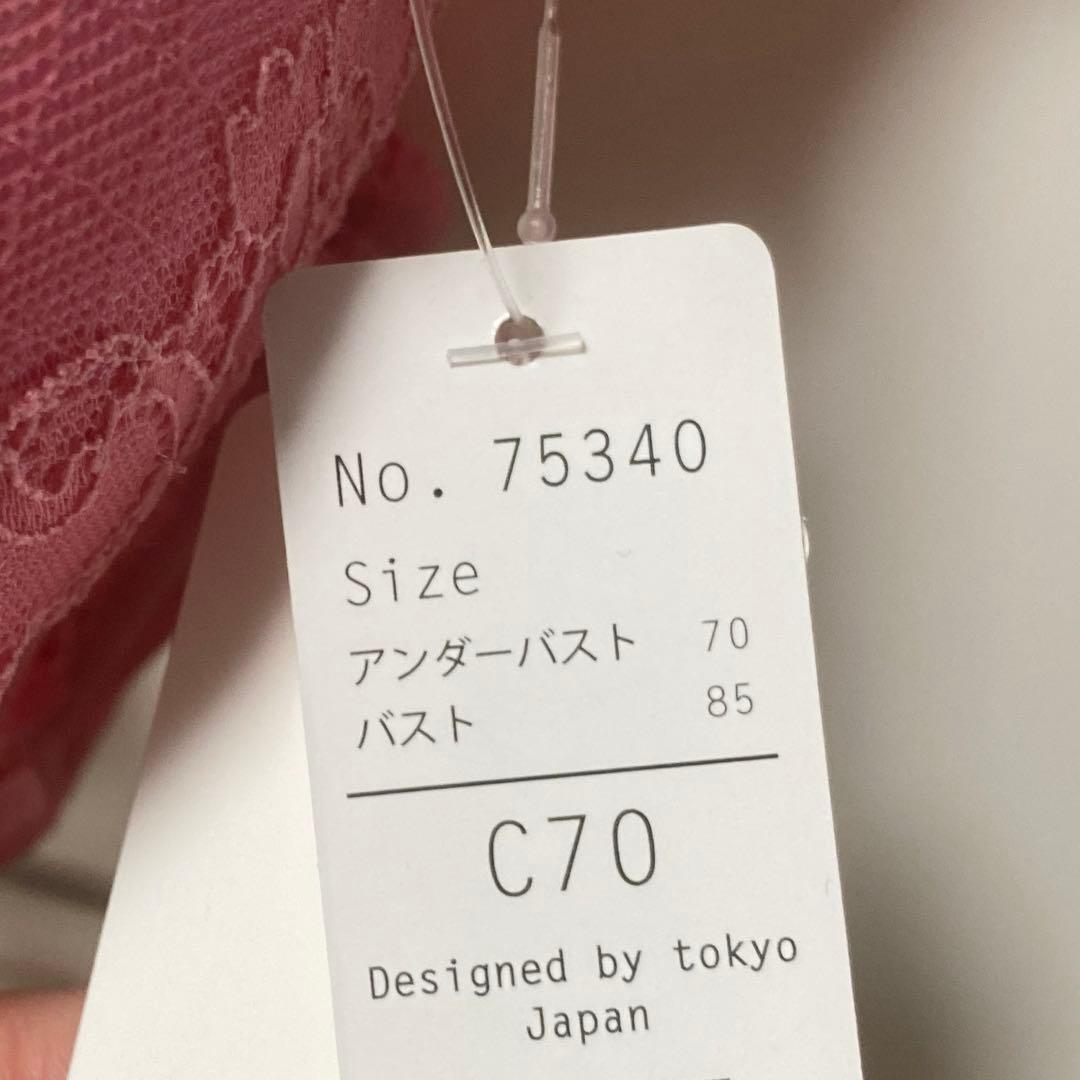 No. 75340
Size
アンダーバスト 70
バスト 85
C70
Designed by tokyo
Japan